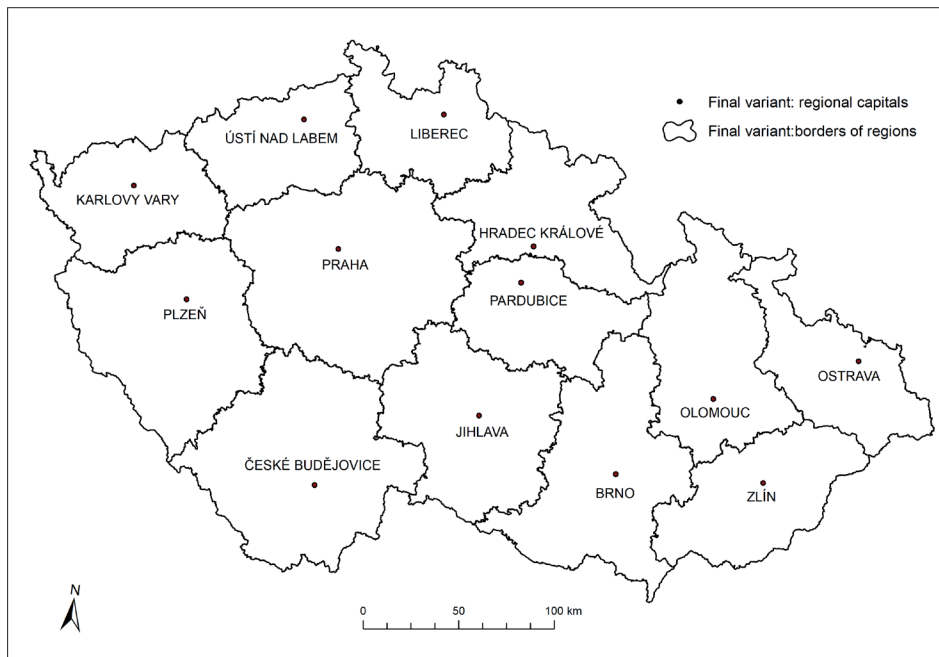 Final variant: regional capitals
Final variant:borders of regions
ÚSTÍ NAD LABEM
LIBEREC
KARLOVY VARY
HRADEC KRÁLOVÉ
PRAHA
PARDUBICE
PLZEŇ
OSTRAVA
OLOMOUC
JIHLAVA
ČESKÉ BUDĚJOVICE
BRNO
ZLÍN
N
0 50 100 km